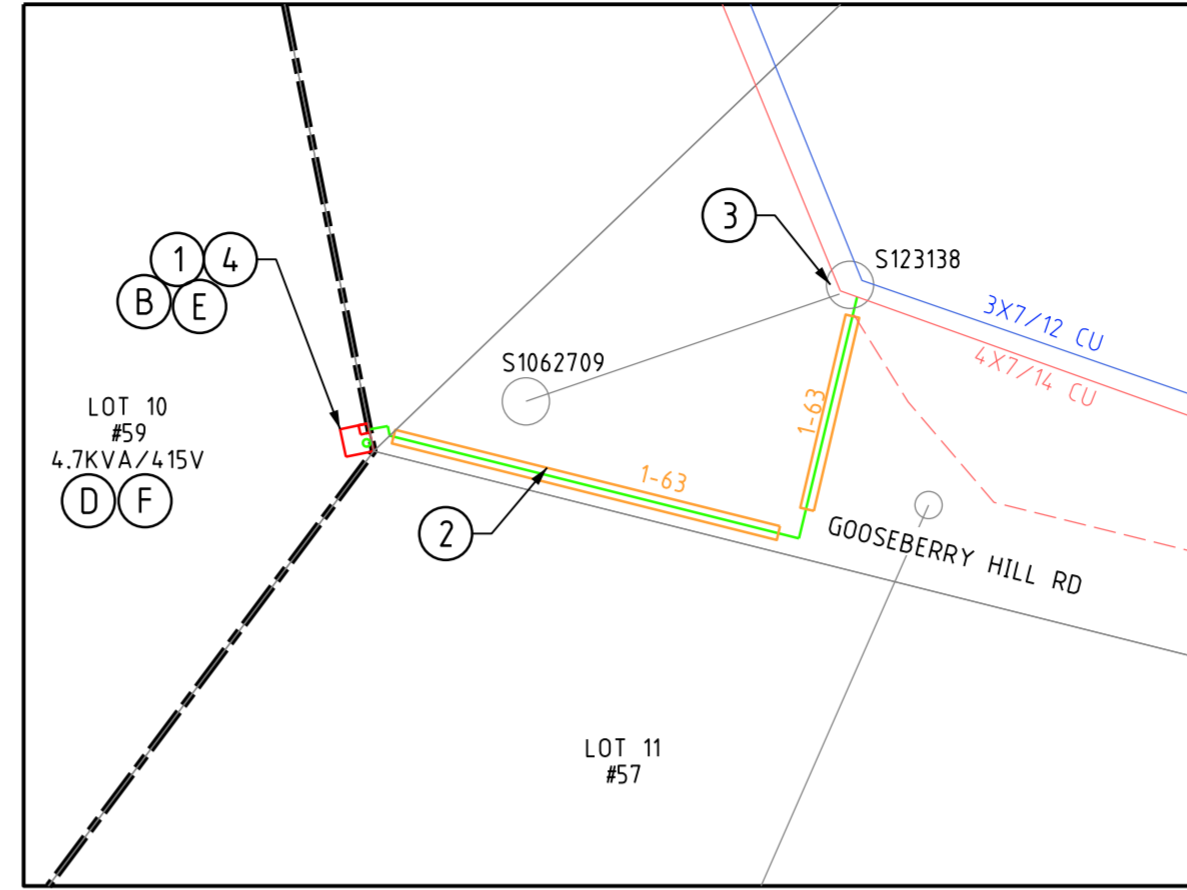 3
S123138
1 4
B E
3X7/12 CU
4X7/14 CU
S1062709
LOT 10
#59
4.7KVA/415V
D F
1-63
1-63
2
GOOSEBERRY HILL RD
LOT 11
#57